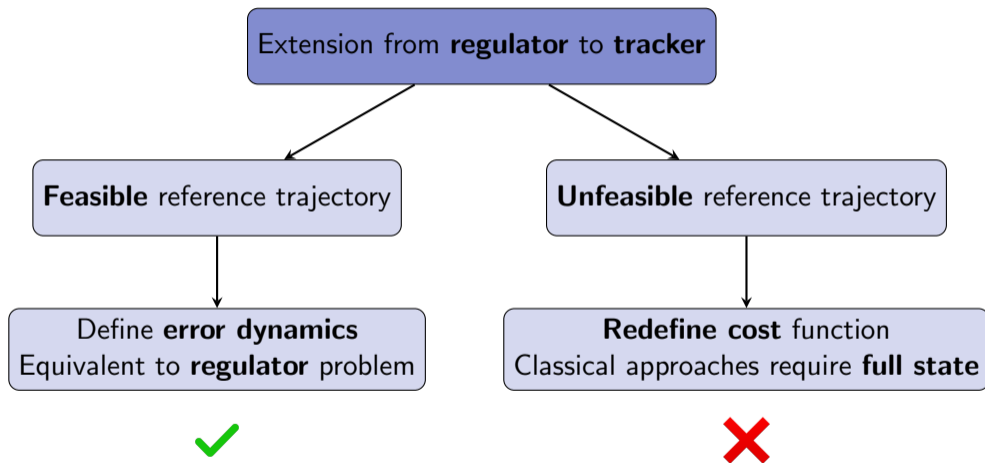 Extension from regulator to tracker
Feasible reference trajectory
Unfeasible reference trajectory
Define error dynamics
Equivalent to regulator problem
Redefine cost function
Classical approaches require full state